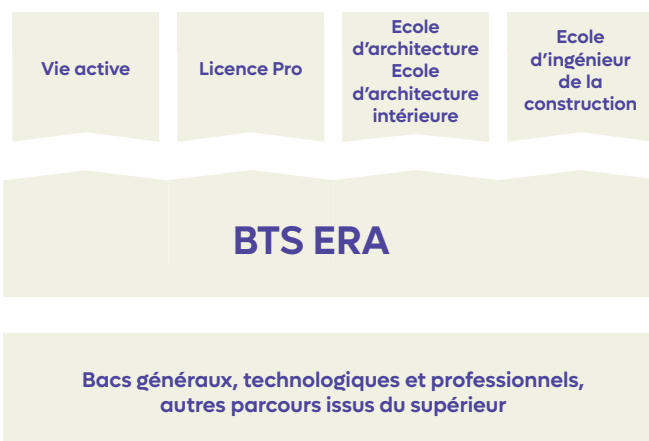 Vie active
Licence Pro
Ecole
d'architecture
Ecole
d'architecture
intérieure
Ecole
d'ingénieur
de la
construction
BTS ERA
Bacs généraux, technologiques et professionnels,
autres parcours issus du supérieur